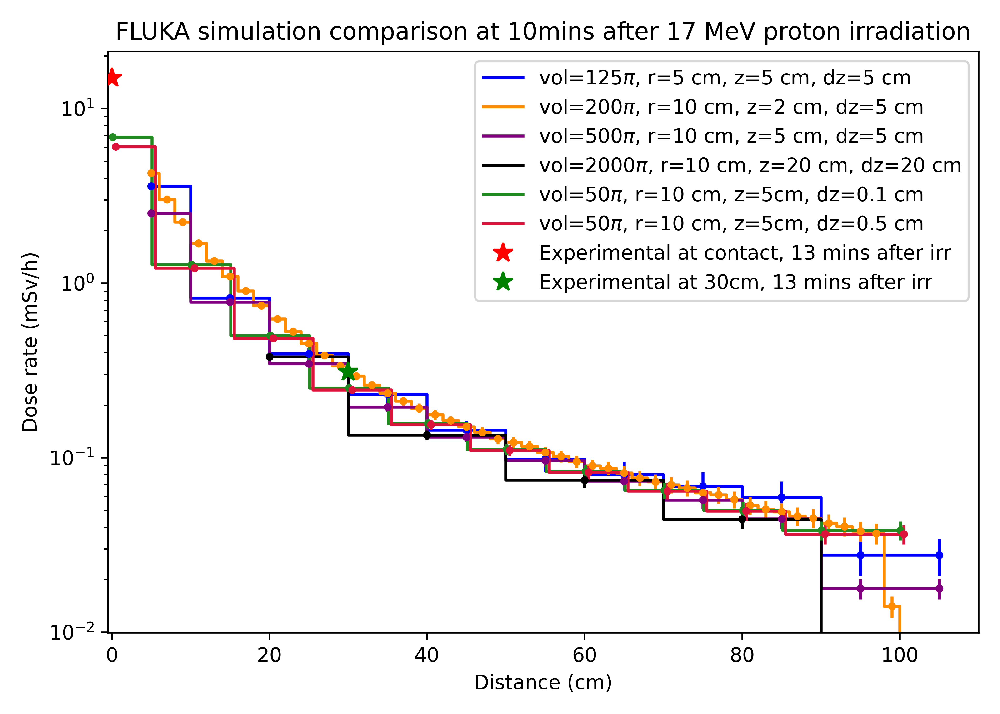 FLUKA simulation comparison at 10mins after 17 MeV proton irradiation
vol=125π, r=5 cm, z=5 cm, dz=5 cm
vol=200π, r=10 cm, z=2 cm, dz=5 cm
vol=500π, r=10 cm, z=5 cm, dz=5 cm
vol=2000π, r=10 cm, z=20 cm, dz=20 cm
vol=50π, r=10 cm, z=5cm, dz=0.1 cm
vol=50π, r=10 cm, z=5cm, dz=0.5 cm
Experimental at contact, 13 mins after irr
Experimental at 30cm, 13 mins after irr
Dose rate (mSv/h)
10¹
10⁰
10⁻¹
10⁻²
0 20 40 60 80 100
Distance (cm)